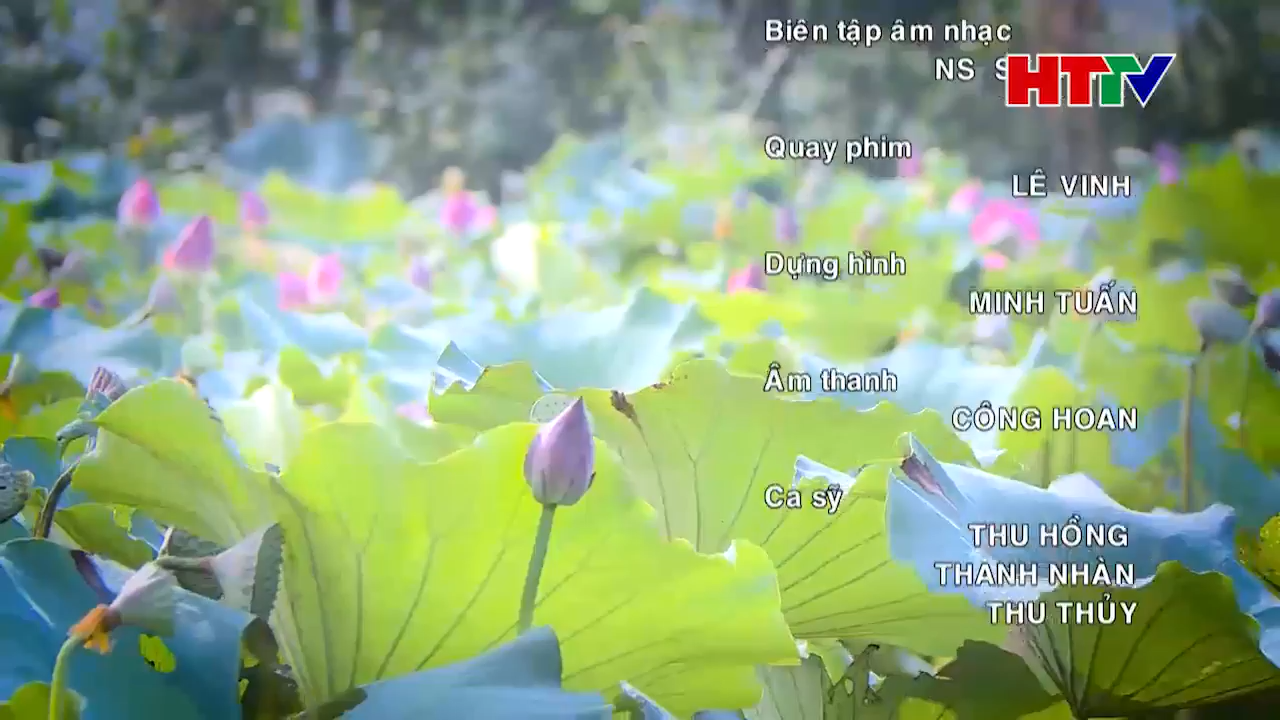 Biên tập âm nhạc
NS
HTTV
Quay phim
LÊ VINH
Dựng hình
MINH TUẤN
Âm thanh
CÔNG HOAN
Ca sỹ
THU HỒNG
THANH NHÀN
THU THỦY